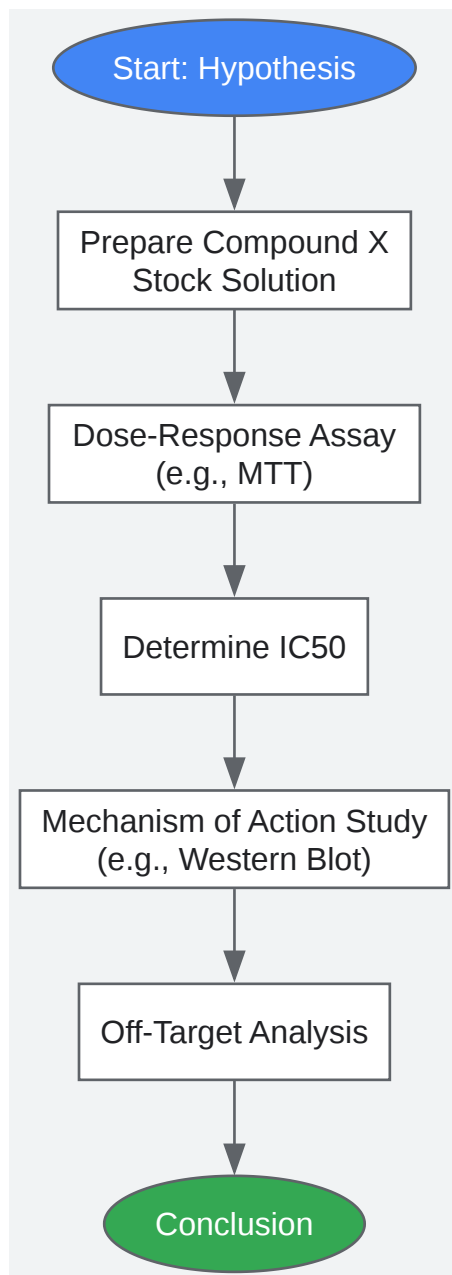 Start: Hypothesis
Prepare Compound X
Stock Solution
Dose-Response Assay
(e.g., MTT)
Determine IC50
Mechanism of Action Study
(e.g., Western Blot)
Off-Target Analysis
Conclusion